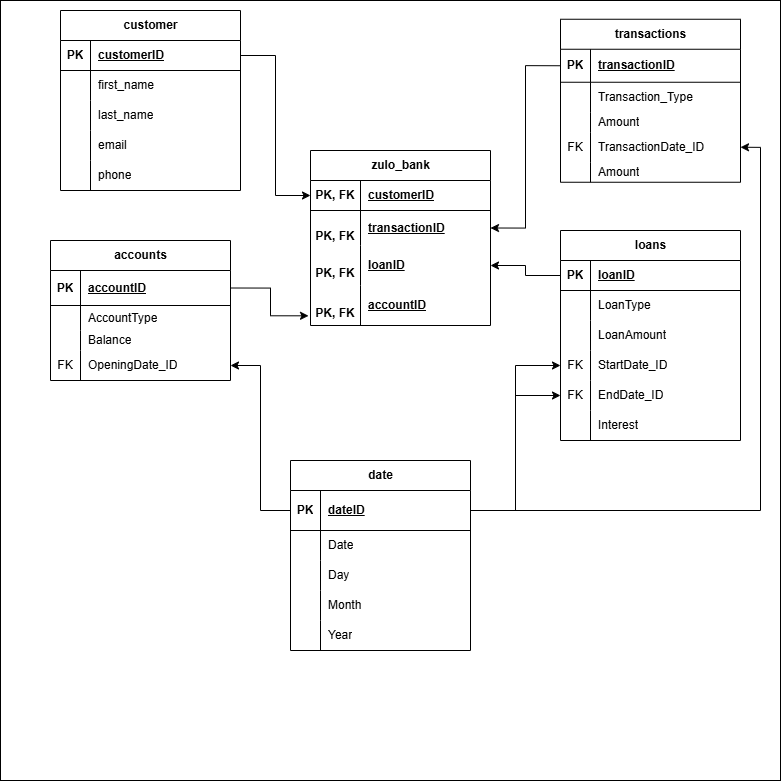 customer
PK customerID
first_name
last_name
email
phone
transactions
PK transactionID
Transaction_Type
Amount
FK TransactionDate_ID
Amount
zulo_bank
PK, FK customerID
PK, FK transactionID
PK, FK loanID
PK, FK accountID
accounts
PK accountID
AccountType
Balance
FK OpeningDate_ID
loans
PK loanID
LoanType
LoanAmount
FK StartDate_ID
FK EndDate_ID
Interest
date
PK dateID
Date
Day
Month
Year